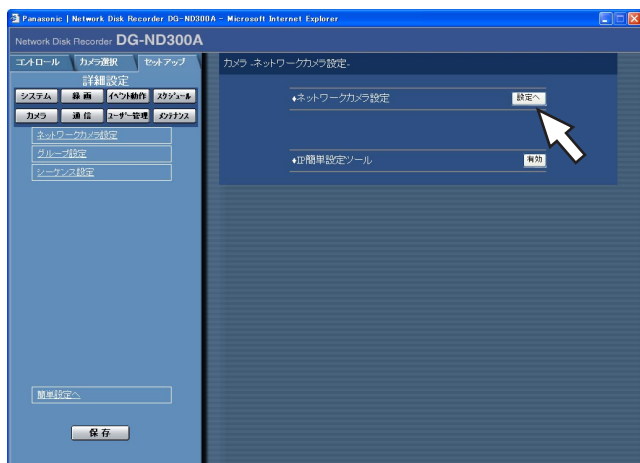 Panasonic | Network Disk Recorder DG-ND300A - Microsoft Internet Explorer
Network Disk Recorder DG-ND300A
コントロール カメラ選択 セットアップ
詳細設定
システム 録画 イベント動作 スケジュール
カメラ 通信 ユーザー管理 メンテナンス
ネットワークカメラ設定
グループ設定
シーケンス設定
簡単設定へ
保存
カメラ -ネットワークカメラ設定-
♦ネットワークカメラ設定 設定へ
♦IP簡単設定ツール 有効